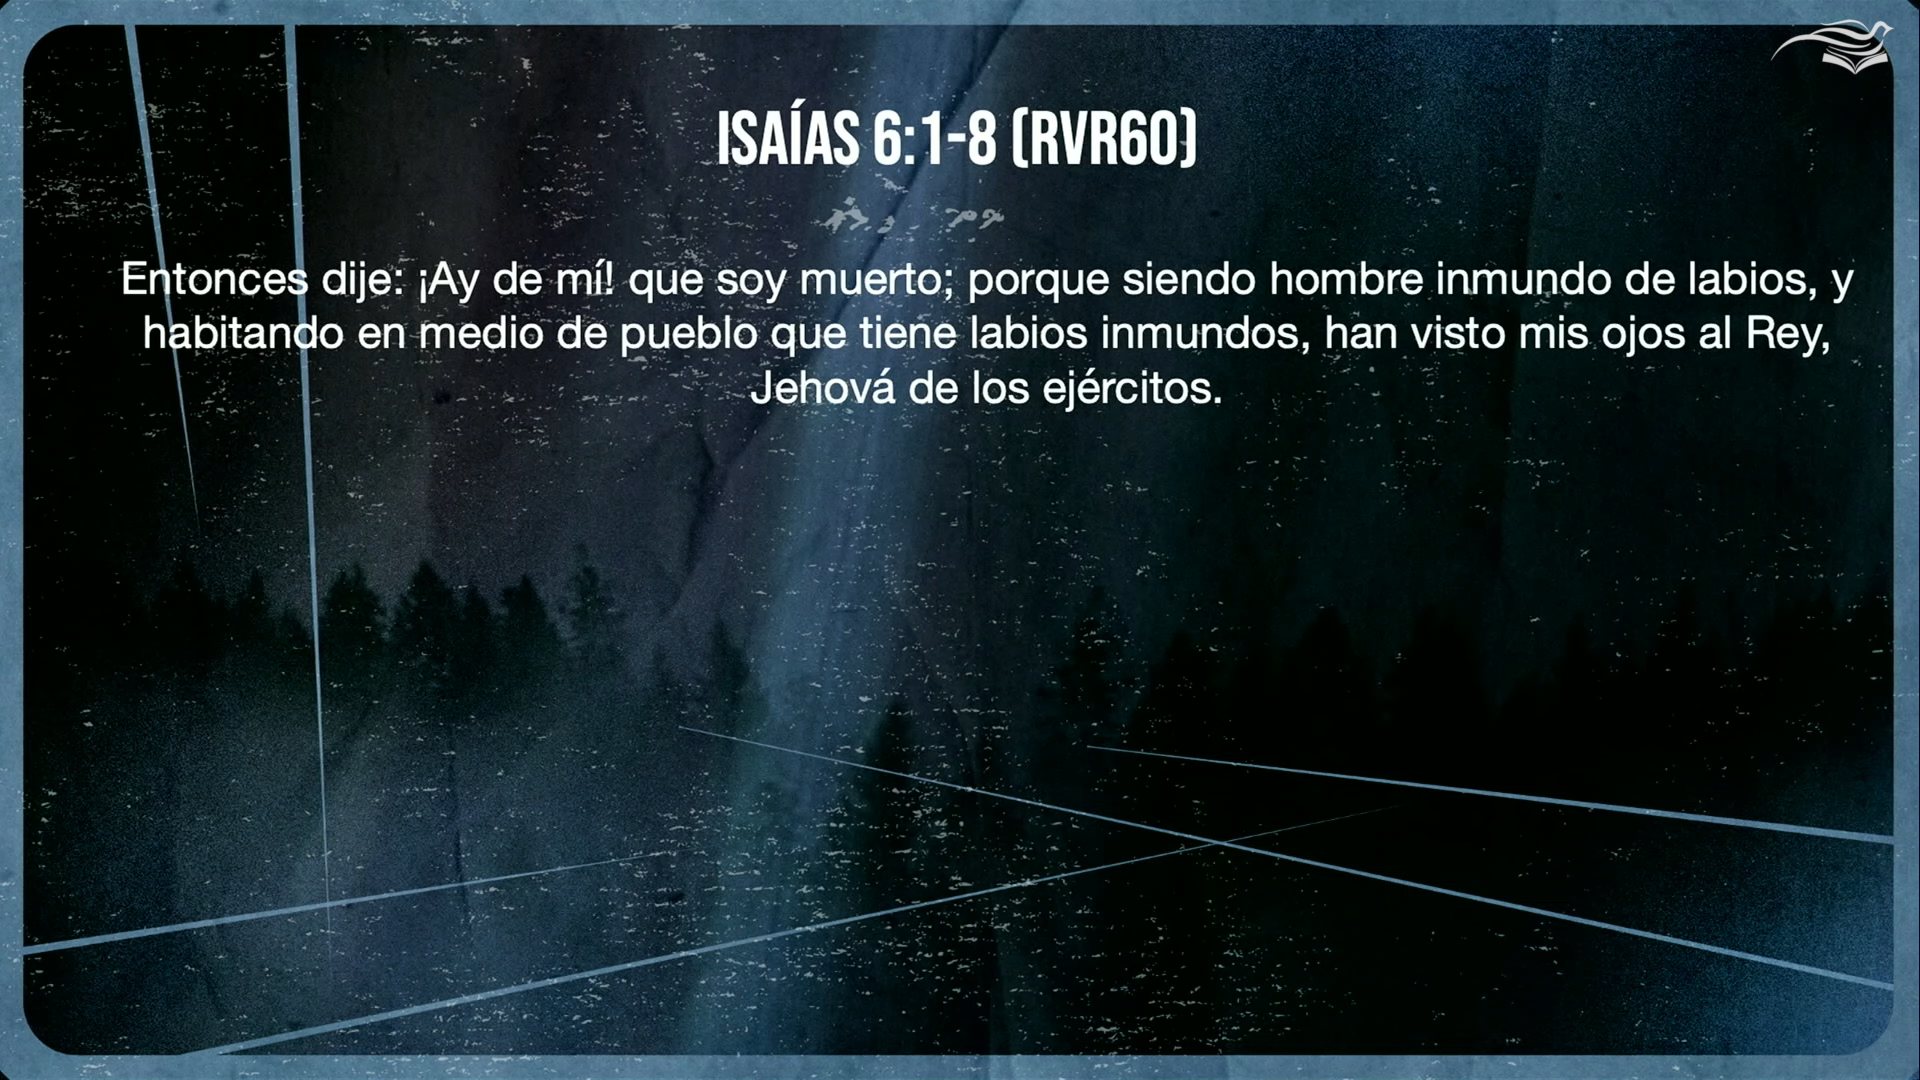 ISAÍAS 6:1-8 (RVR60)
Entonces dije: ¡Ay de mí! que soy muerto; porque siendo hombre inmundo de labios, y
habitando en medio de pueblo que tiene labios inmundos, han visto mis ojos al Rey,
Jehová de los ejércitos.